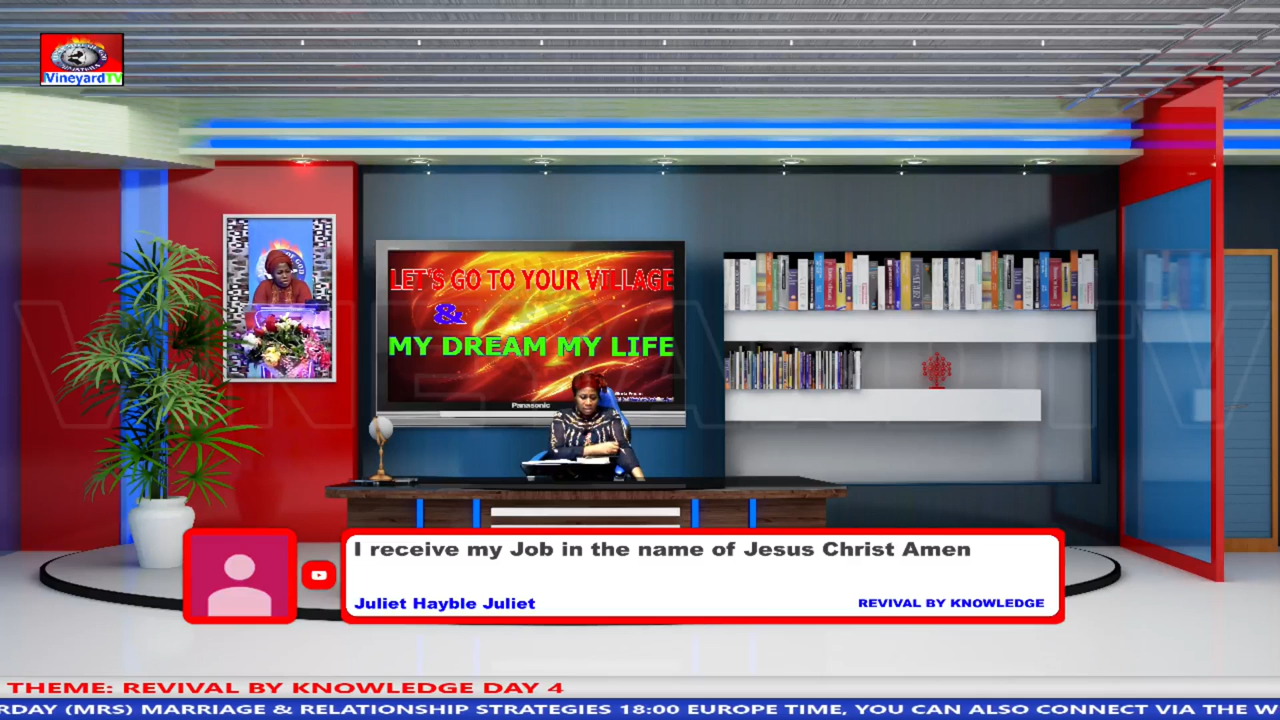 VineyardTV
LET'S GO TO YOUR VILLAGE
&
MY DREAM MY LIFE
Panasonic
VINEYARD TV
I receive my Job in the name of Jesus Christ Amen
Juliet Hayble Juliet
REVIVAL BY KNOWLEDGE
THEME: REVIVAL BY KNOWLEDGE DAY 4
RDAY (MRS) MARRIAGE & RELATIONSHIP STRATEGIES 18:00 EUROPE TIME, YOU CAN ALSO CONNECT VIA THE W